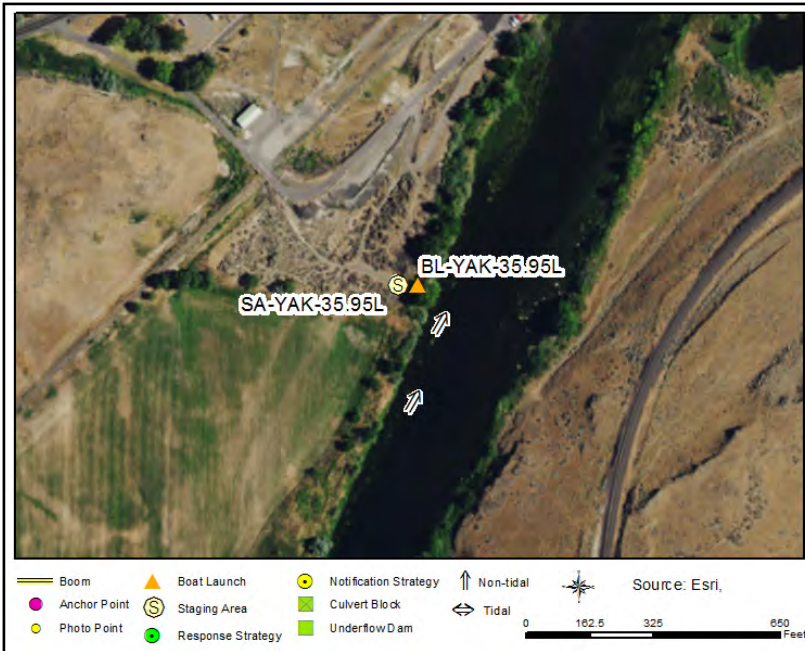 BL-YAK-35.95L
SA-YAK-35.95L
S
Boom
Boat Launch
Notification Strategy
Non-tidal
Source: Esri,
Anchor Point
S
Staging Area
Culvert Block
Tidal
Photo Point
Response Strategy
Underflow Dam
0 162.5 325 650
Feet